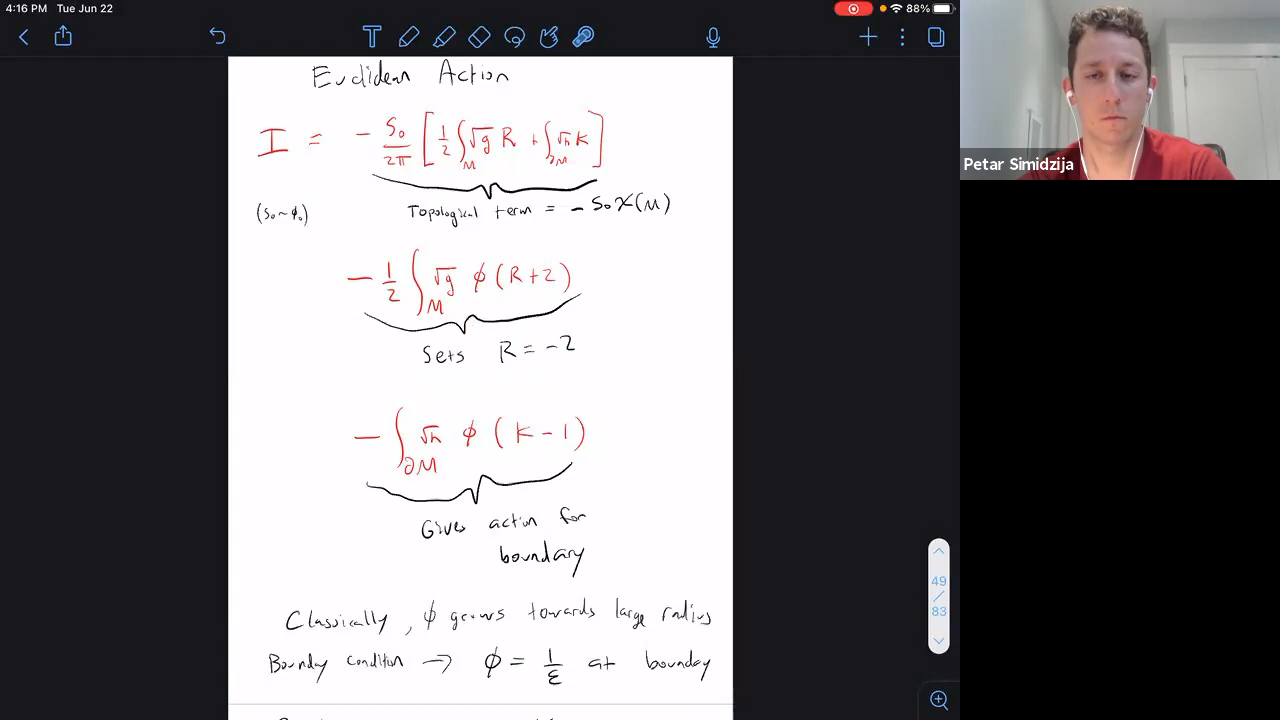 4:16 PM Tue Jun 22
88%
Euclidean Action
I = - S₀/2π [ 1/2 ∫_M √g R + ∫_∂M √h K ]
(S₀ ~ ϕ₀) Topological term = - S₀ χ(M)
- 1/2 ∫_M √g ϕ (R + 2)
Sets R = -2
- ∫_∂M √h ϕ (K - 1)
Gives action for
boundary
Classically, ϕ grows towards large radius
Bounday condition → ϕ = 1/ε at boundary
49
/
83
Petar Simidzija